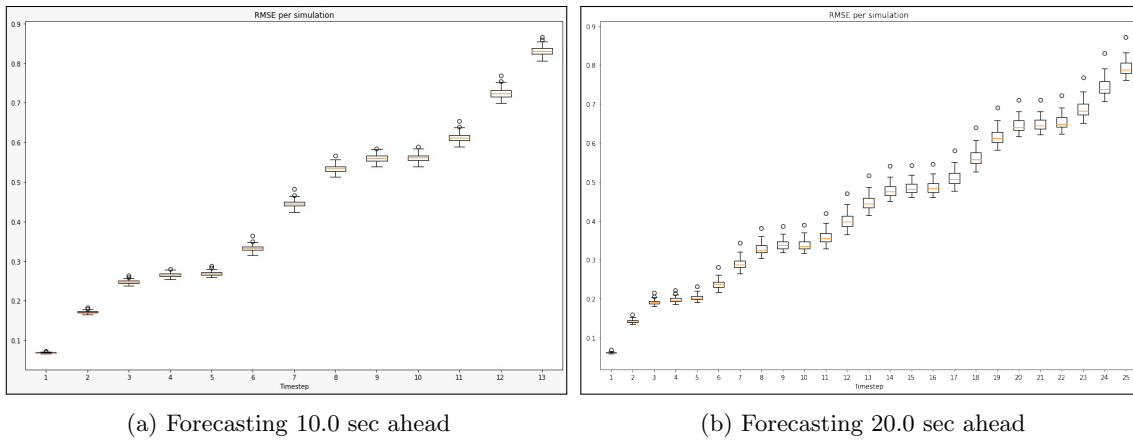 RMSE per simulation
0.9
0.8
0.7
0.6
0.5
0.4
0.3
0.2
0.1
1 2 3 4 5 6 7 8 9 10 11 12 13
Timestep
(a) Forecasting 10.0 sec ahead
RMSE per simulation
0.9
0.8
0.7
0.6
0.5
0.4
0.3
0.2
0.1
1 2 3 4 5 6 7 8 9 10 11 12 13 14 15 16 17 18 19 20 21 22 23 24 25
Timestep
(b) Forecasting 20.0 sec ahead